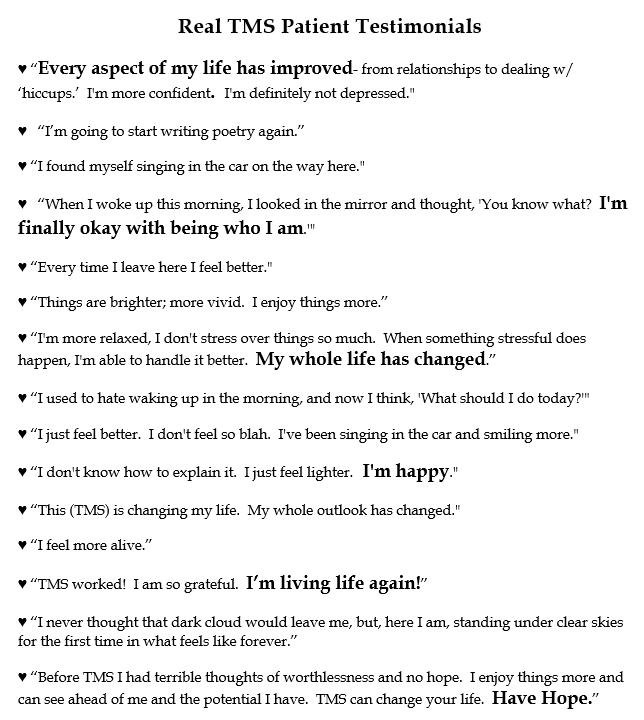 Real TMS Patient Testimonials
♥ “Every aspect of my life has improved- from relationships to dealing w/
‘hiccups.’  I'm more confident.  I'm definitely not depressed."
♥  “I’m going to start writing poetry again.”
♥ “I found myself singing in the car on the way here."
♥  “When I woke up this morning, I looked in the mirror and thought, 'You know what?  I'm
finally okay with being who I am.'"
♥ “Every time I leave here I feel better."
♥ “Things are brighter; more vivid.  I enjoy things more.”
♥ “I'm more relaxed, I don't stress over things so much.  When something stressful does
happen, I'm able to handle it better.  My whole life has changed.”
♥ “I used to hate waking up in the morning, and now I think, 'What should I do today?'"
♥ “I just feel better.  I don't feel so blah.  I've been singing in the car and smiling more."
♥ “I don't know how to explain it.  I just feel lighter.  I'm happy."
♥ “This (TMS) is changing my life.  My whole outlook has changed."
♥ “I feel more alive.”
♥ “TMS worked!  I am so grateful.  I’m living life again!”
♥ “I never thought that dark cloud would leave me, but, here I am, standing under clear skies
for the first time in what feels like forever.”
♥ “Before TMS I had terrible thoughts of worthlessness and no hope.  I enjoy things more and
can see ahead of me and the potential I have.  TMS can change your life.  Have Hope.”